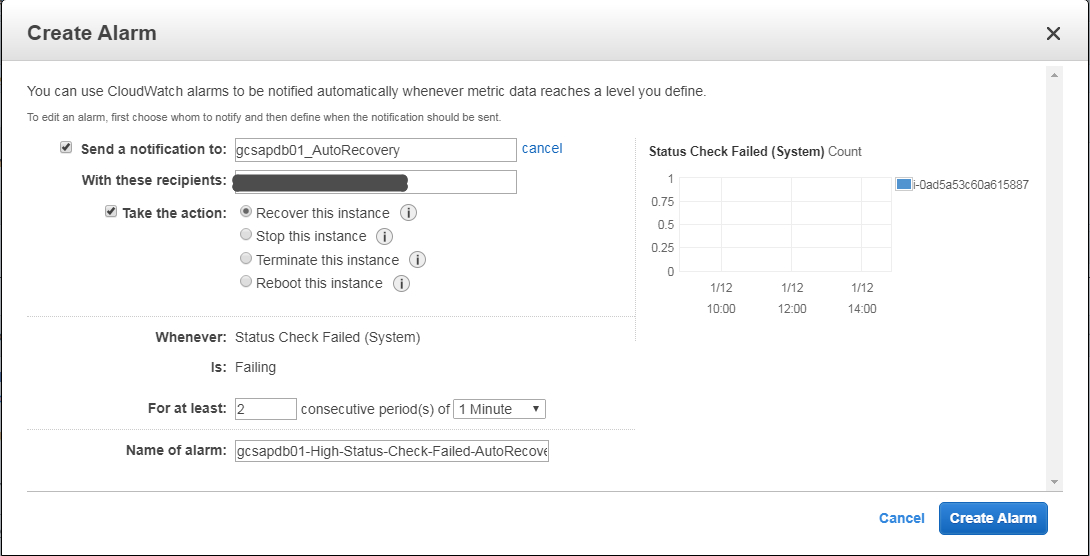 Create Alarm
You can use CloudWatch alarms to be notified automatically whenever metric data reaches a level you define.
To edit an alarm, first choose whom to notify and then define when the notification should be sent.
Send a notification to: gcsapdb01_AutoRecovery cancel
With these recipients:
Take the action: Recover this instance i
Stop this instance i
Terminate this instance i
Reboot this instance i
Whenever: Status Check Failed (System)
Is: Failing
For at least: 2 consecutive period(s) of 1 Minute
Name of alarm: gcsapdb01-High-Status-Check-Failed-AutoRecove
Status Check Failed (System) Count
1
0.75
0.5
0.25
0
1/12 1/12 1/12
10:00 12:00 14:00
i-0ad5a53c60a615887
Cancel Create Alarm